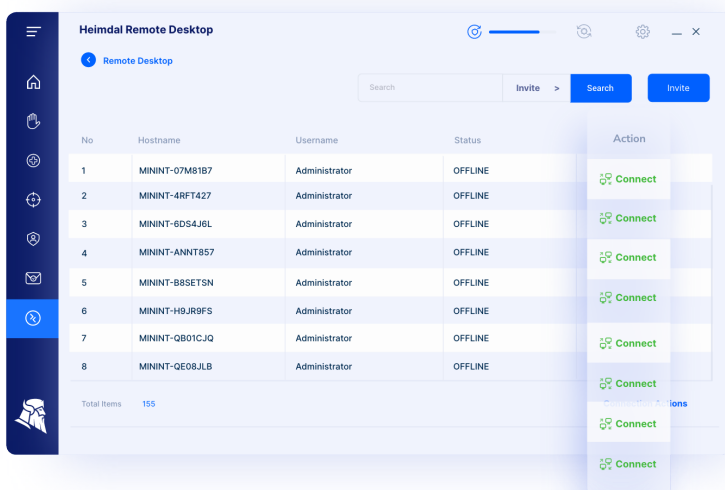 Heimdal Remote Desktop
Remote Desktop
Search Invite > Search Invite
No Hostname Username Status Action
1 MININT-07M81B7 Administrator OFFLINE Connect
2 MININT-4RFT427 Administrator OFFLINE Connect
3 MININT-6DS4J6L Administrator OFFLINE Connect
4 MININT-ANNT857 Administrator OFFLINE Connect
5 MININT-B8SETSN Administrator OFFLINE Connect
6 MININT-H9JR9FS Administrator OFFLINE Connect
7 MININT-QB01CJQ Administrator OFFLINE Connect
8 MININT-QE08JLB Administrator OFFLINE Connect
Total Items 155